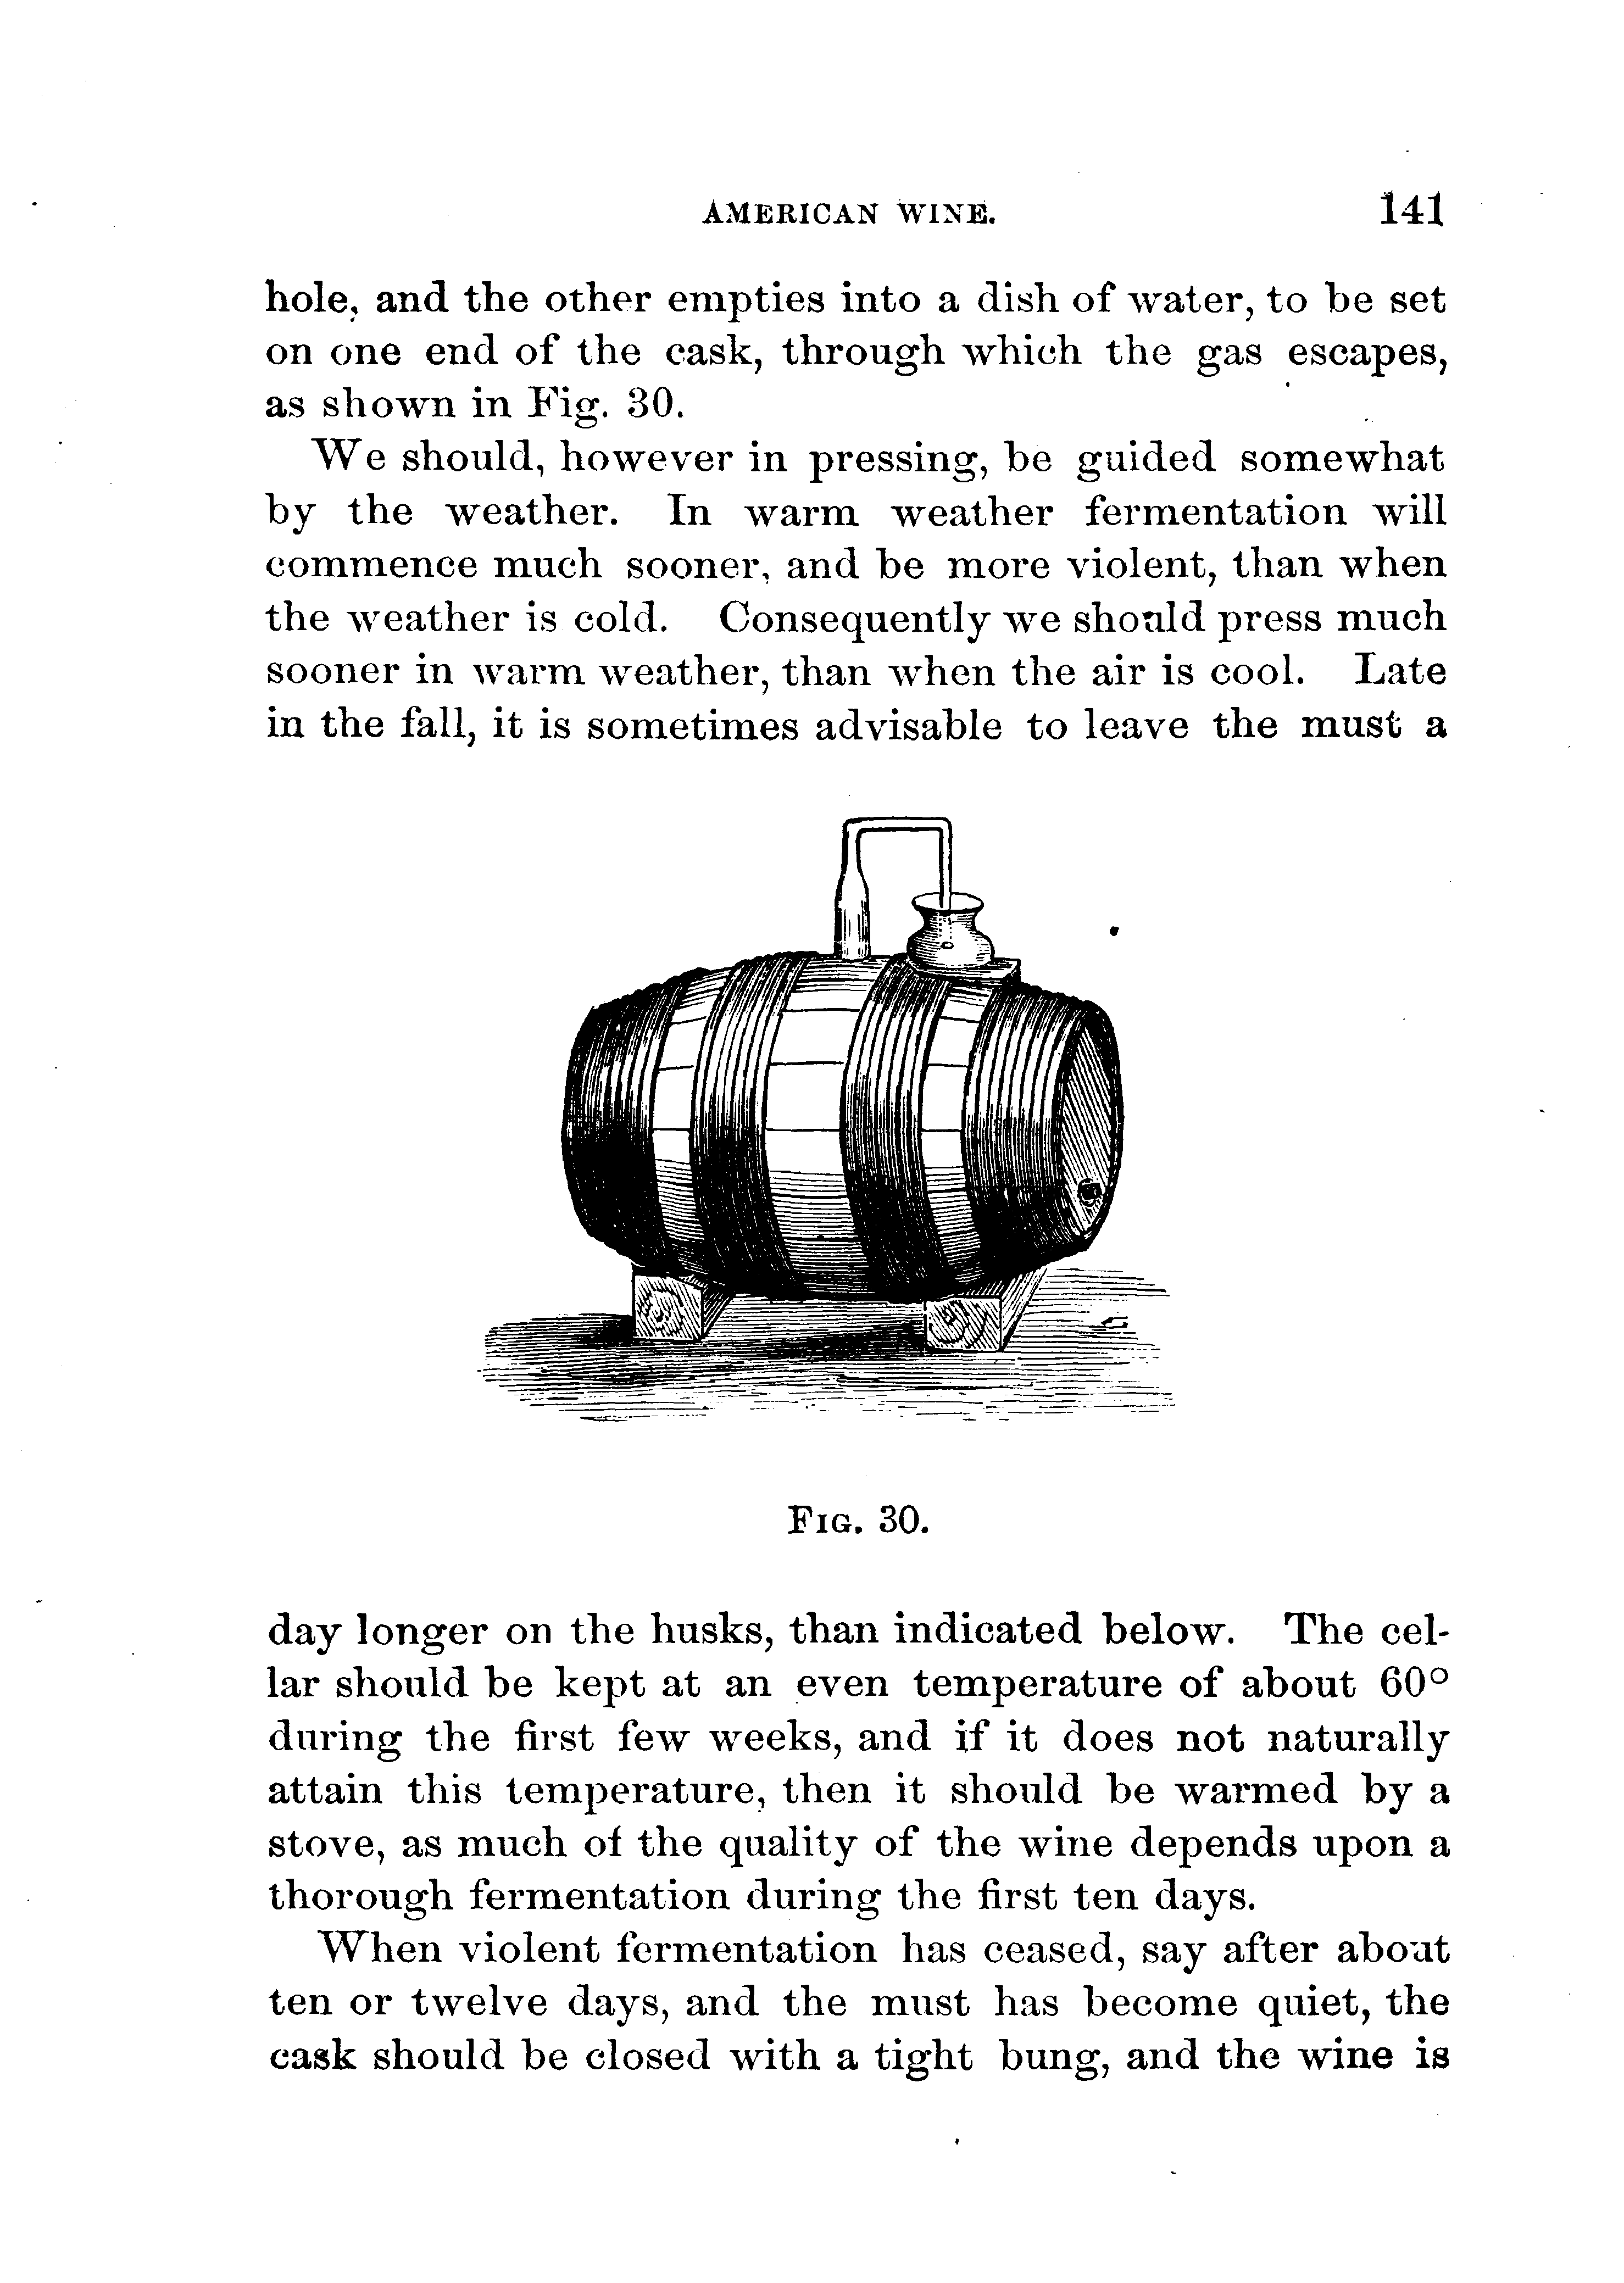 AMERICAN WINE. 141
hole, and the other empties into a dish of water, to be set
on one end of the cask, through which the gas escapes,
as shown in Fig. 30.
We should, however in pressing, be guided somewhat
by the weather. In warm weather fermentation will
commence much sooner, and be more violent, than when
the weather is cold. Consequently we should press much
sooner in warm weather, than when the air is cool. Late
in the fall, it is sometimes advisable to leave the must a
FIG. 30.
day longer on the husks, than indicated below. The cel-
lar should be kept at an even temperature of about 60°
during the first few weeks, and if it does not naturally
attain this temperature, then it should be warmed by a
stove, as much of the quality of the wine depends upon a
thorough fermentation during the first ten days.
When violent fermentation has ceased, say after about
ten or twelve days, and the must has become quiet, the
cask should be closed with a tight bung, and the wine is